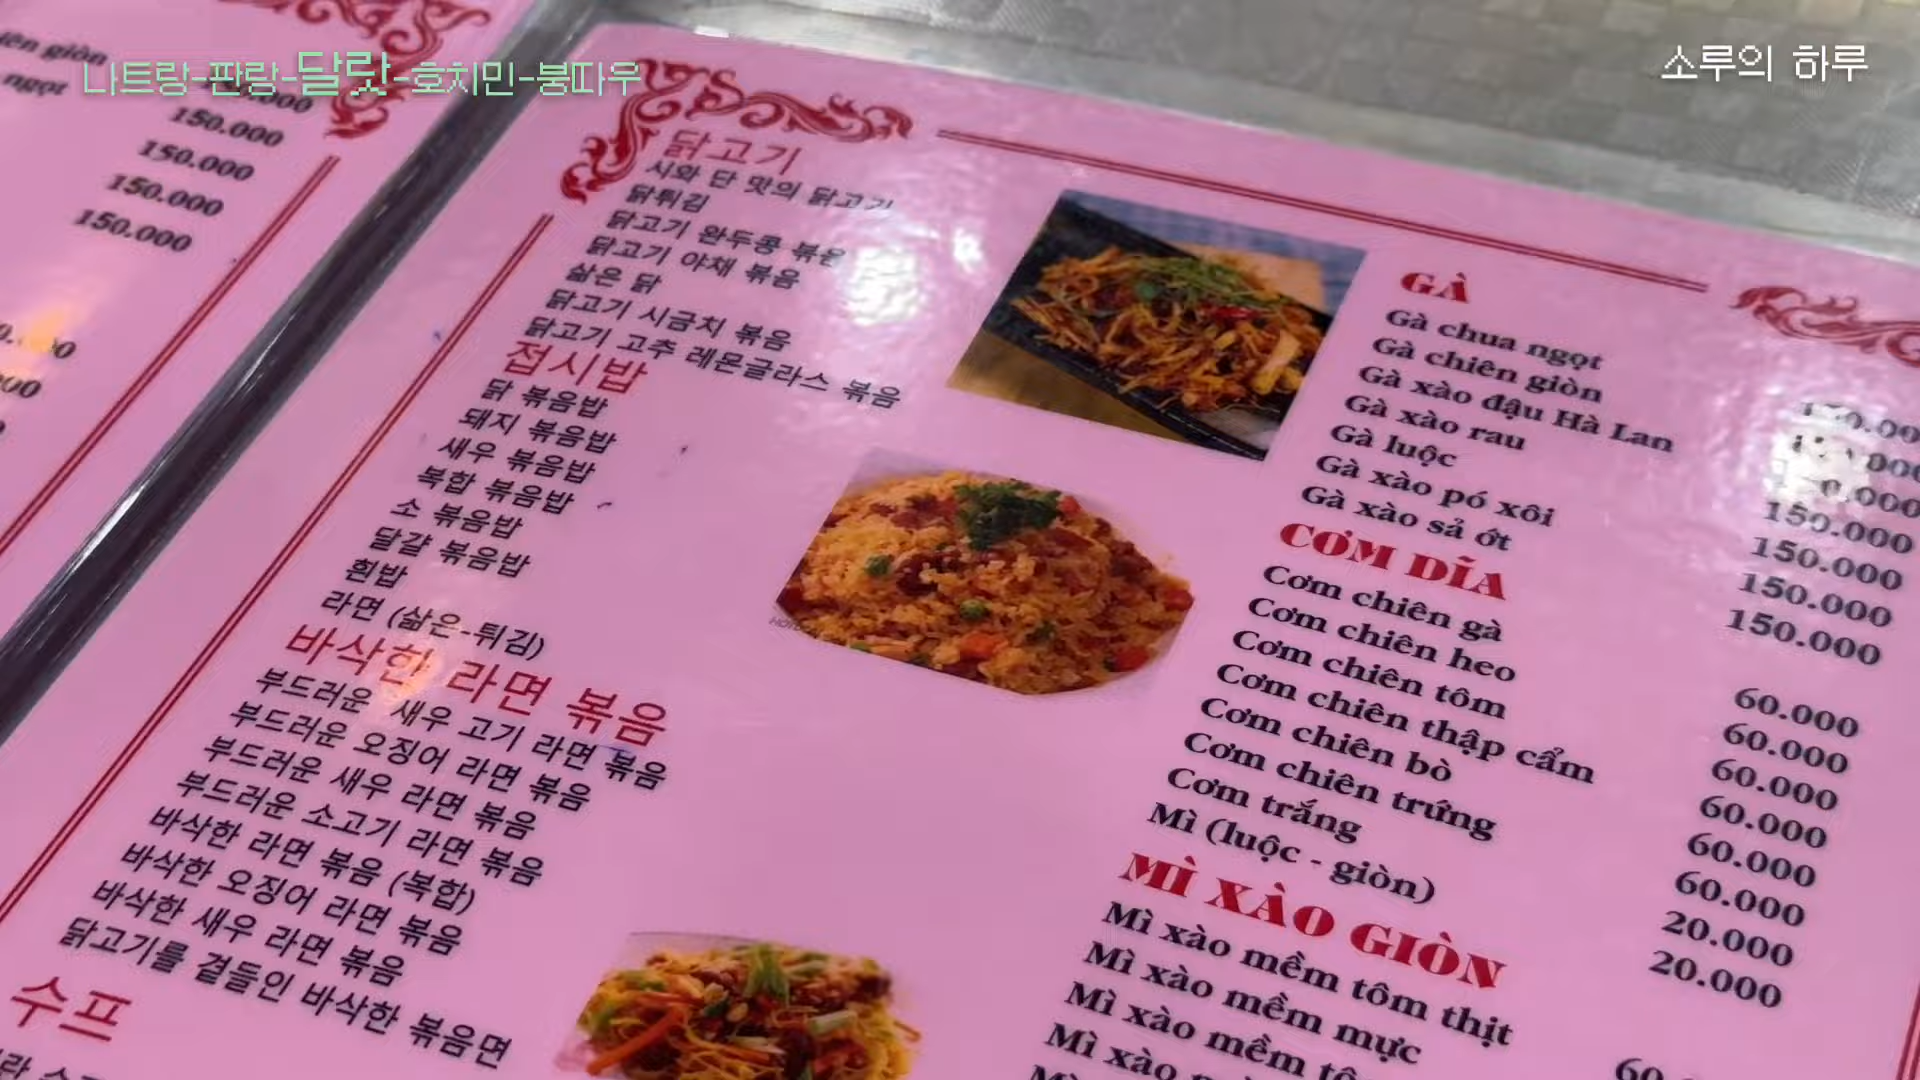 나트랑-판랑-달랏-호치민-붕따우
소루의 하루
giòn
ngọt
150.000
150.000
150.000
150.000
닭고기
시와 단 맛의 닭고기
닭튀김
닭고기 완두콩 볶음
닭고기 야채 볶음
삶은 닭
닭고기 시금치 볶음
닭고기 고추 레몬글라스 볶음
접시밥
닭 볶음밥
돼지 볶음밥
새우 볶음밥
복합 볶음밥
소 볶음밥
달걀 볶음밥
흰밥
라면 (삶은-튀김)
바삭한 라면 볶음
부드러운 새우 고기 라면 볶음
부드러운 오징어 라면 볶음
부드러운 새우 라면 볶음
부드러운 소고기 라면 볶음
바삭한 라면 볶음 (복합)
바삭한 오징어 라면 볶음
바삭한 새우 라면 볶음
닭고기를 곁들인 바삭한 볶음면
수프
GÀ
Gà chua ngọt
Gà chiên giòn
Gà xào đậu Hà Lan
Gà xào rau
Gà luộc 150.000
Gà xào pó xôi 150.000
Gà xào sả ớt 150.000
150.000
CƠM DĨA
Cơm chiên gà 60.000
Cơm chiên heo 60.000
Cơm chiên tôm 60.000
Cơm chiên thập cẩm 60.000
Cơm chiên bò 60.000
Cơm chiên trứng 60.000
Cơm trắng 20.000
Mì (luộc - giòn) 20.000
MÌ XÀO GIÒN
Mì xào mềm tôm thịt
Mì xào mềm mực
Mì xào mềm
Mì xào